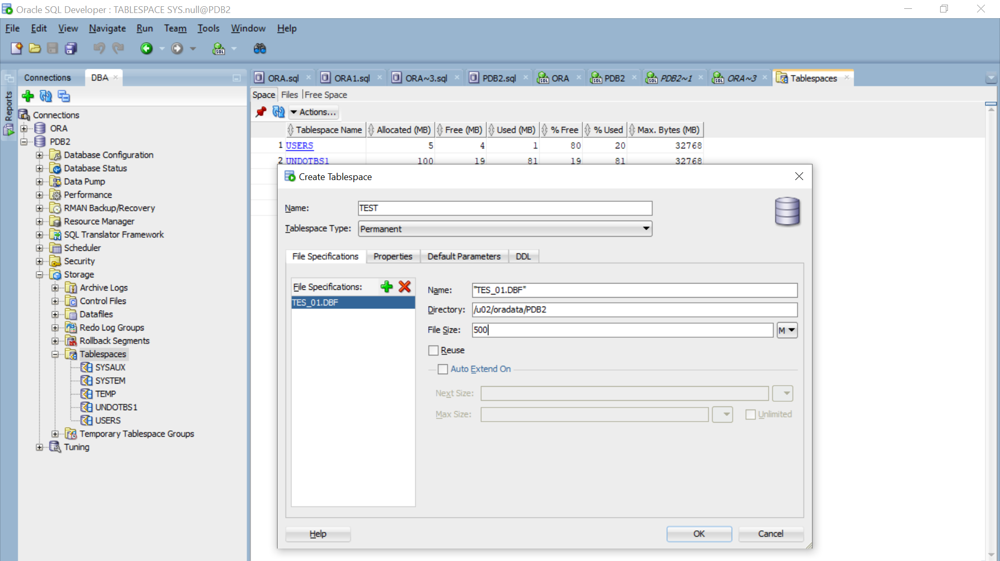 Oracle SQL Developer : TABLESPACE SYS.null@PDB2
File Edit View Navigate Run Team Tools Window Help
SQL
Reports
Connections DBA
Connections
ORA
PDB2
Database Configuration
Database Status
Data Pump
Performance
RMAN Backup/Recovery
Resource Manager
SQL Translator Framework
Scheduler
Security
Storage
Archive Logs
Control Files
Datafiles
Redo Log Groups
Rollback Segments
Tablespaces
SYSAUX
SYSTEM
TEMP
UNDOTBS1
USERS
Temporary Tablespace Groups
Tuning
ORA.sql ORA1.sql ORA~3.sql PDB2.sql ORA PDB2 PDB2~1 ORA~3 Tablespaces
Space Files Free Space
Actions...
Tablespace Name Allocated (MB) Free (MB) Used (MB) % Free % Used Max. Bytes (MB)
1 USERS 5 4 1 80 20 32768
2 UNDOTBS1 100 19 81 19 81 32768
Create Tablespace
Name: TEST
Tablespace Type: Permanent
File Specifications Properties Default Parameters DDL
File Specifications:
TES_01.DBF
Name: "TES_01.DBF"
Directory: /u02/oradata/PDB2
File Size: 500 M
Reuse
Auto Extend On
Next Size:
Max Size: Unlimited
Help OK Cancel